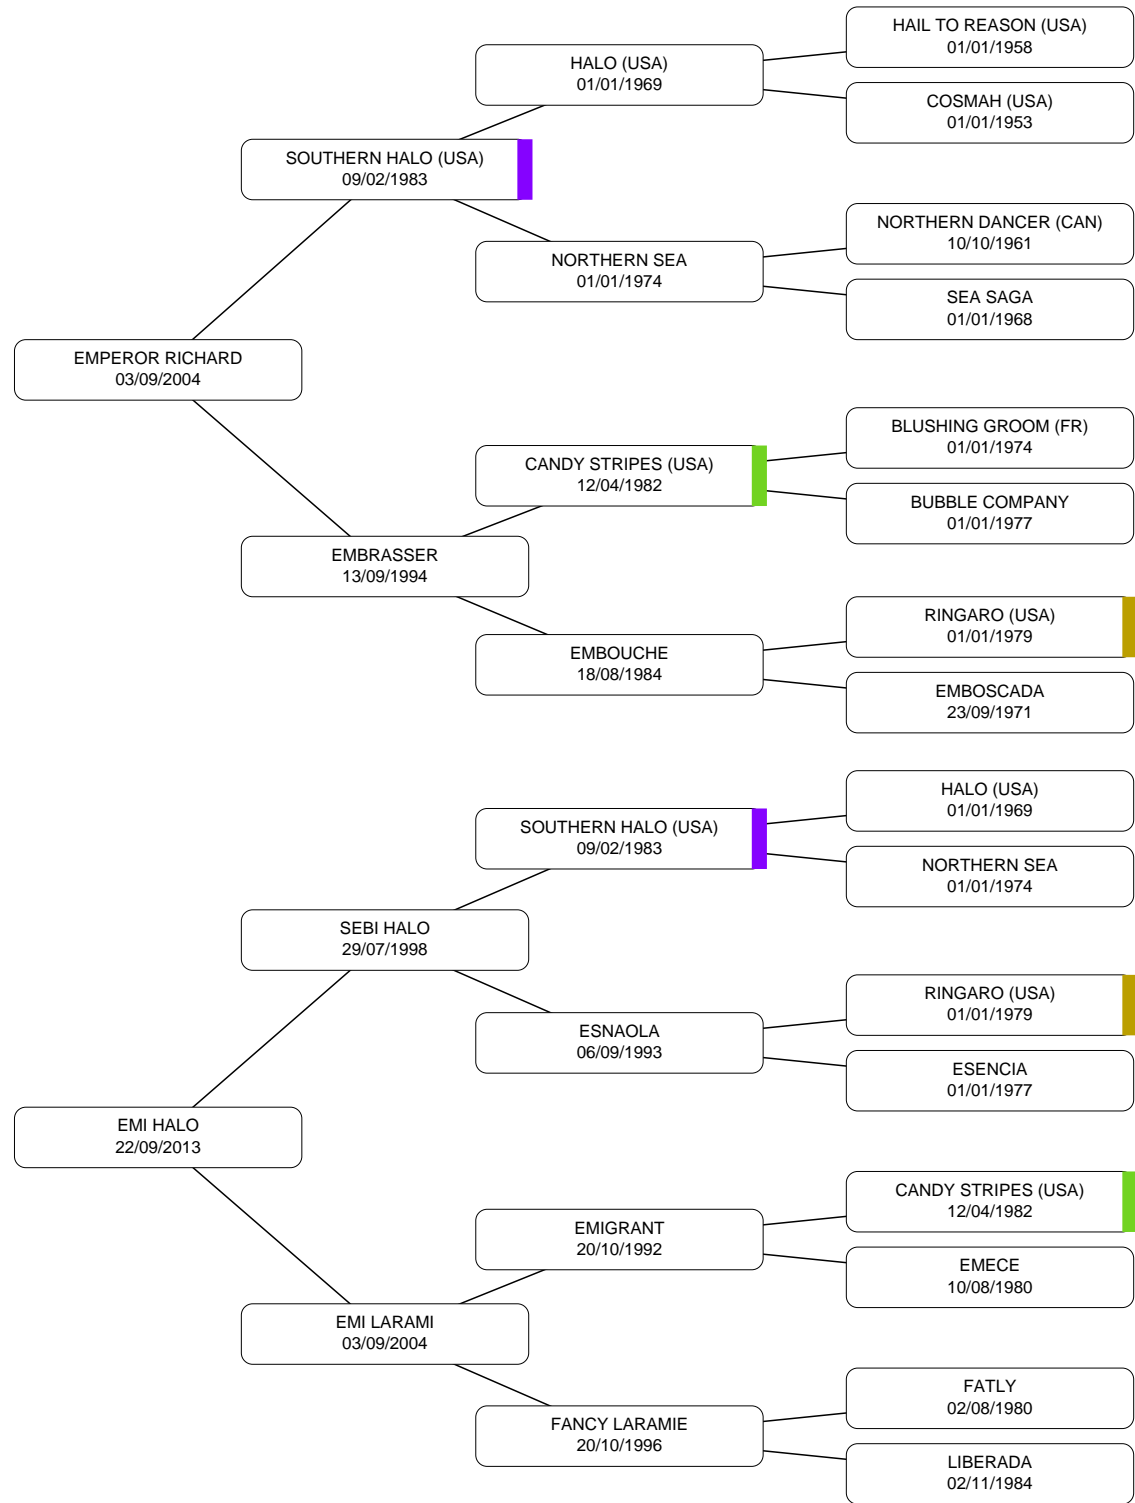 HAIL TO REASON (USA)
01/01/1958
HALO (USA)
01/01/1969
COSMAH (USA)
01/01/1953
SOUTHERN HALO (USA)
09/02/1983
NORTHERN DANCER (CAN)
10/10/1961
NORTHERN SEA
01/01/1974
SEA SAGA
01/01/1968
EMPEROR RICHARD
03/09/2004
BLUSHING GROOM (FR)
01/01/1974
CANDY STRIPES (USA)
12/04/1982
BUBBLE COMPANY
01/01/1977
EMBRASSER
13/09/1994
RINGARO (USA)
01/01/1979
EMBOUCHE
18/08/1984
EMBOSCADA
23/09/1971
HALO (USA)
01/01/1969
SOUTHERN HALO (USA)
09/02/1983
NORTHERN SEA
01/01/1974
SEBI HALO
29/07/1998
RINGARO (USA)
01/01/1979
ESNAOLA
06/09/1993
ESENCIA
01/01/1977
EMI HALO
22/09/2013
CANDY STRIPES (USA)
12/04/1982
EMIGRANT
20/10/1992
EMECE
10/08/1980
EMI LARAMI
03/09/2004
FATLY
02/08/1980
FANCY LARAMIE
20/10/1996
LIBERADA
02/11/1984